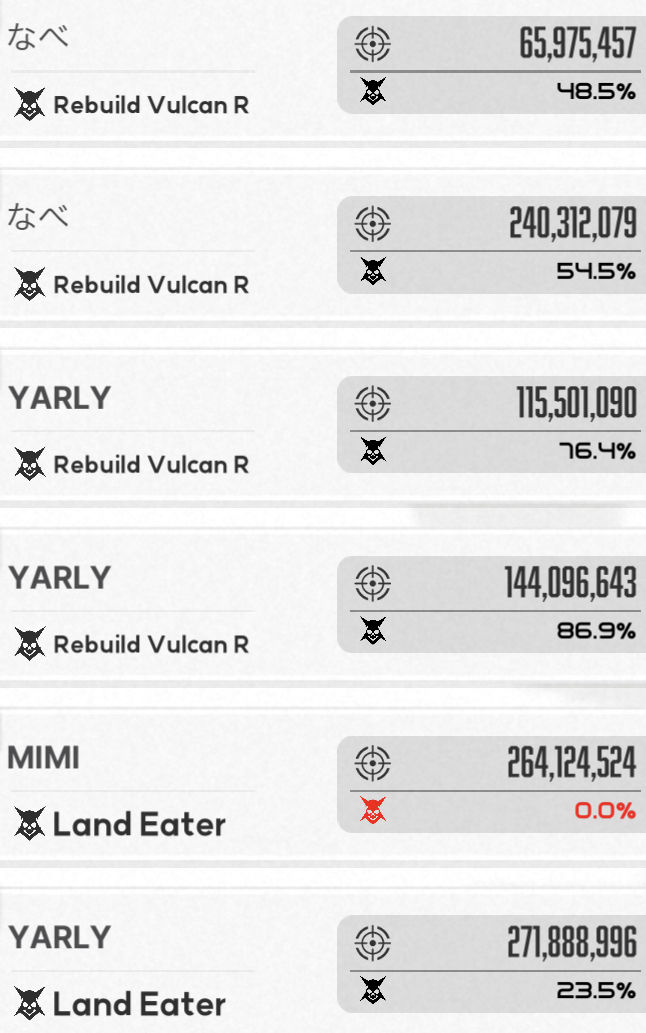 なべ
65,975,457
Rebuild Vulcan R
48.5%
なべ
240,312,079
Rebuild Vulcan R
54.5%
YARLY
115,501,090
Rebuild Vulcan R
76.4%
YARLY
144,096,643
Rebuild Vulcan R
86.9%
MIMI
264,124,524
Land Eater
0.0%
YARLY
271,888,996
Land Eater
23.5%